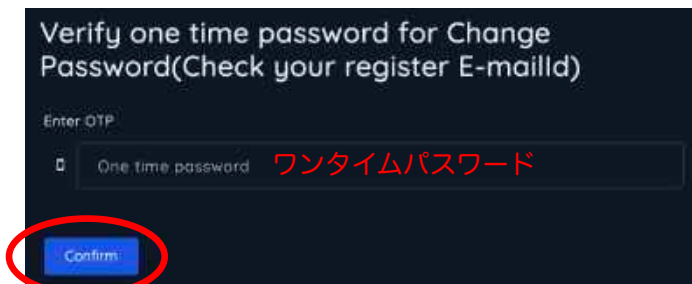 Verify one time password for Change
Password(Check your register E-mailId)
Enter OTP
One time password ワンタイムパスワード
Confirm